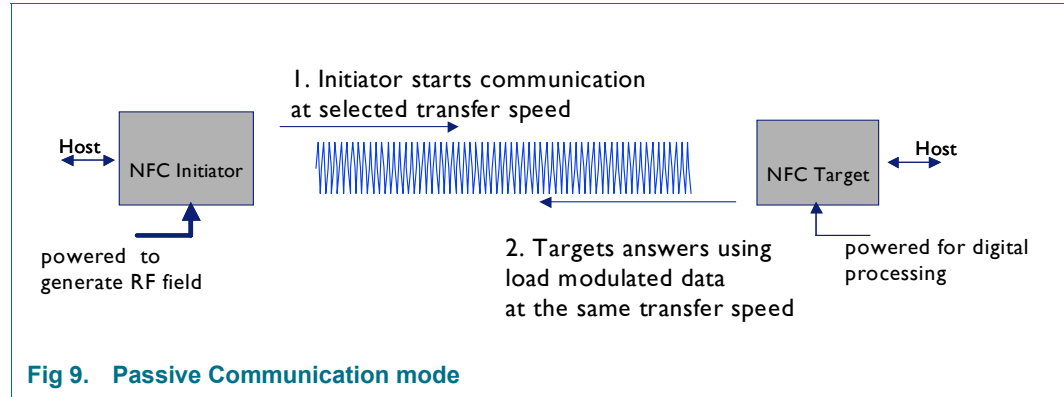 1. Initiator starts communication
at selected transfer speed
Host
NFC Initiator
powered to
generate RF field
Host
NFC Target
2. Targets answers using
load modulated data
at the same transfer speed
powered for digital
processing
Fig 9. Passive Communication mode